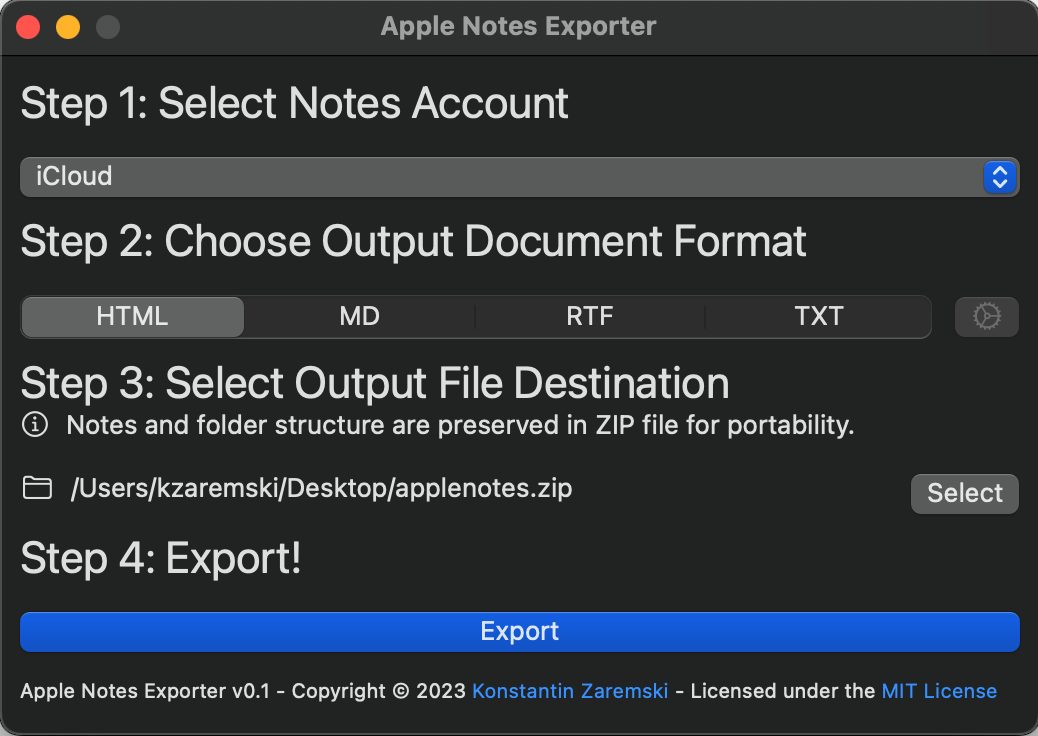 Apple Notes Exporter
Step 1: Select Notes Account
iCloud
Step 2: Choose Output Document Format
HTML MD RTF TXT
Step 3: Select Output File Destination
Notes and folder structure are preserved in ZIP file for portability.
/Users/kzaremski/Desktop/applenotes.zip
Select
Step 4: Export!
Export
Apple Notes Exporter v0.1 - Copyright © 2023 Konstantin Zaremski - Licensed under the MIT License